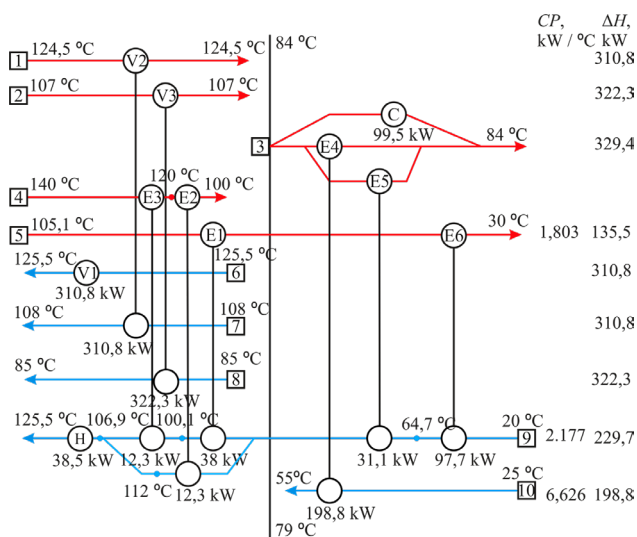 CP, ΔH,
kW / °C kW
124,5 °C 124,5 °C 84 °C 310,8
1 V2
107 °C 107 °C 322,3
2 V3
C
99,5 kW 84 °C
3 E4 329,4
E5
140 °C 120 °C 100 °C
4 E3 E2
105,1 °C 30 °C
5 E1 E6 1,803 135,5
125,5 °C 125,5 °C
V1 6 310,8
310,8 kW
108 °C 108 °C
7 310,8
310,8 kW
85 °C 85 °C
8 322,3
322,3 kW
125,5 °C 106,9 °C 100,1 °C 64,7 °C 20 °C
H 9 2.177 229,7
38,5 kW 12,3 kW 38 kW 31,1 kW 97,7 kW
112 °C 12,3 kW 55°C 25 °C
10 6,626 198,8
198,8 kW
79 °C